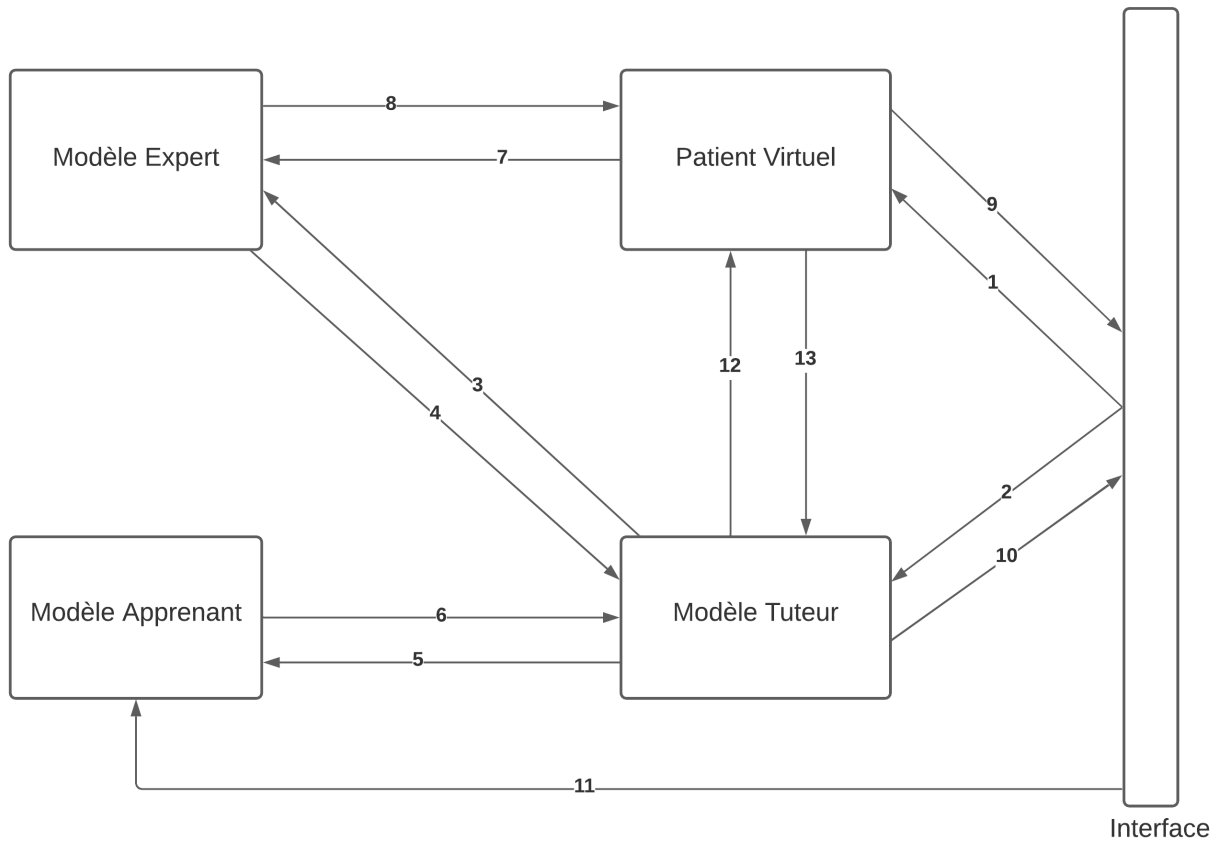 8
Modèle Expert
Patient Virtuel
7
9
1
3
12
13
4
2
10
Modèle Apprenant
6
Modèle Tuteur
5
11
Interface